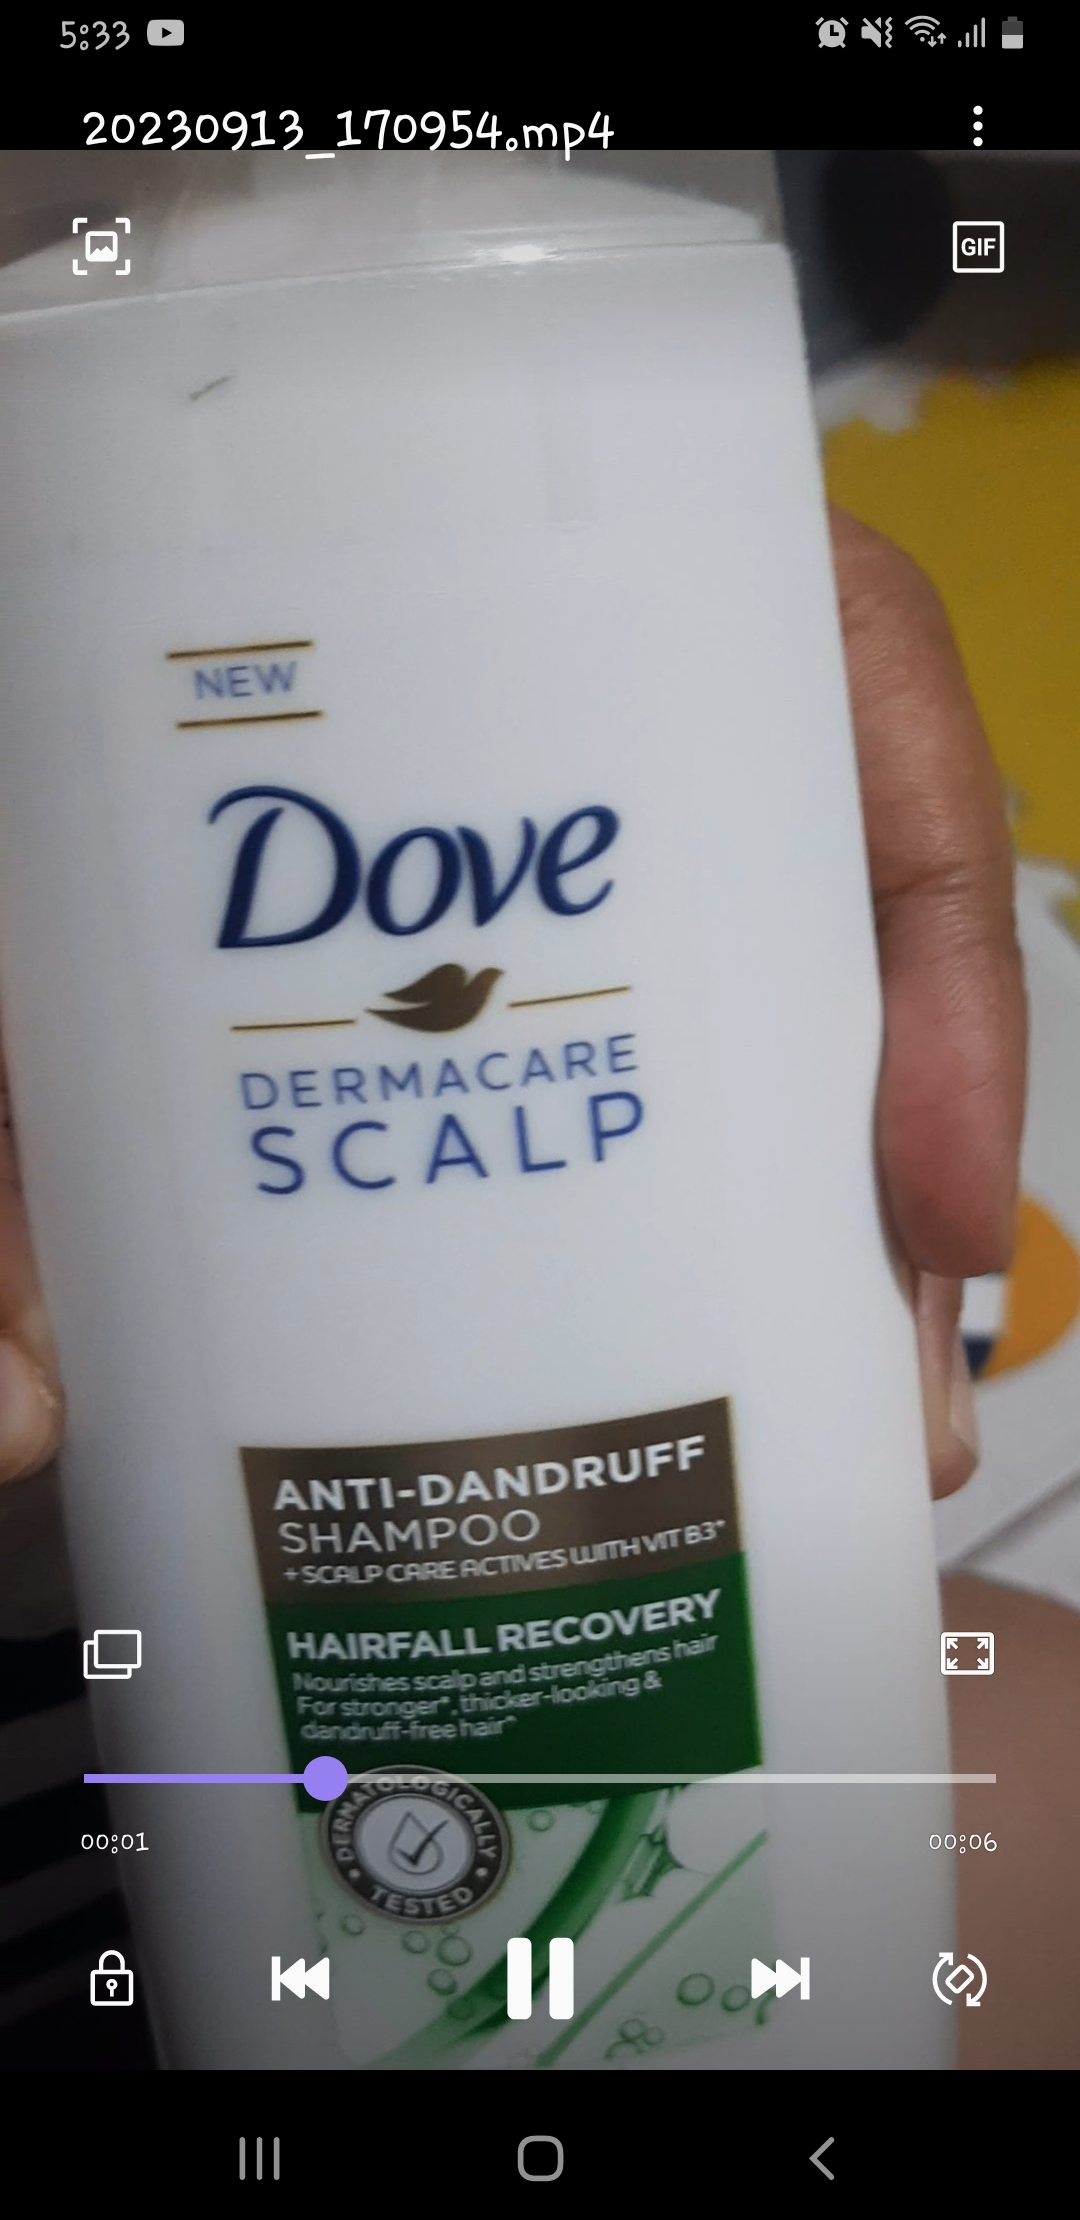 5:33
20230913_170954.mp4
GIF
NEW
Dove
DERMACARE
SCALP
ANTI-DANDRUFF
SHAMPOO
+SCALP CARE ACTIVES WITH VIT B3*
HAIRFALL RECOVERY
Nourishes scalp and strengthens hair
For stronger*, thicker-looking &
dandruff-free hair^
DERMATOLOGICALLY
• TESTED •
00:01
00:06